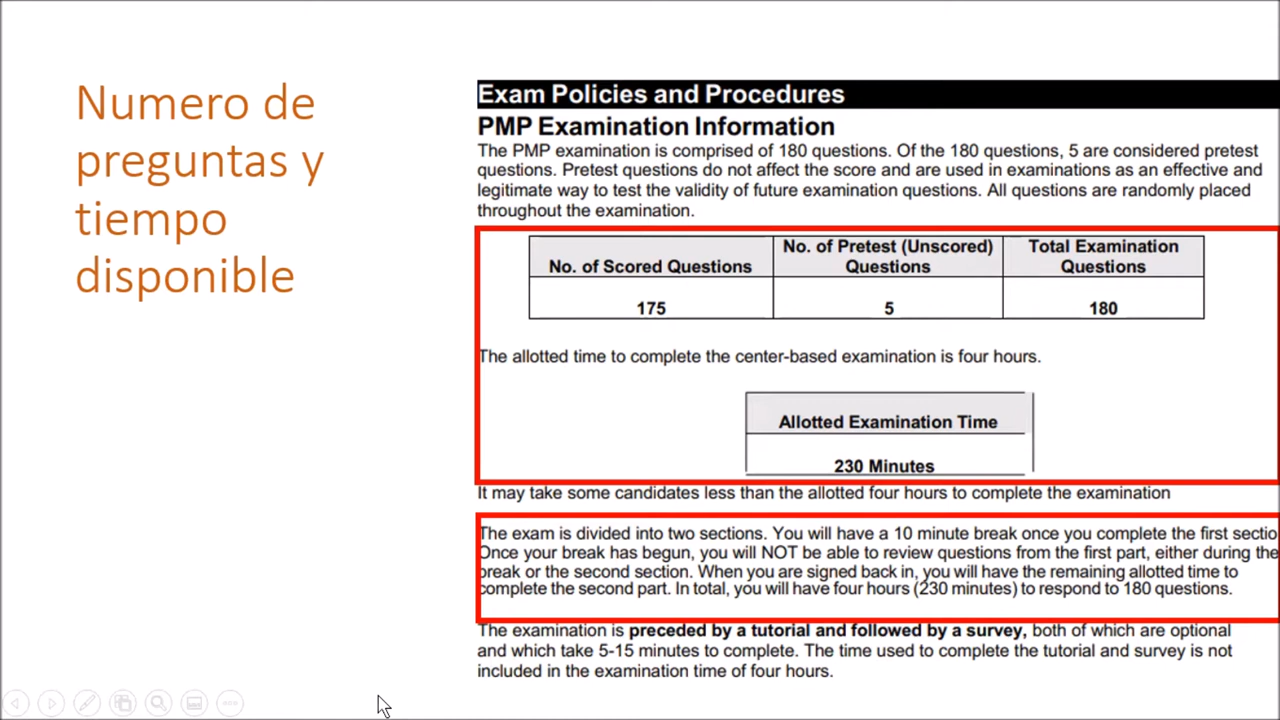 Numero de
preguntas y
tiempo
disponible
Exam Policies and Procedures
PMP Examination Information
The PMP examination is comprised of 180 questions. Of the 180 questions, 5 are considered pretest
questions. Pretest questions do not affect the score and are used in examinations as an effective and
legitimate way to test the validity of future examination questions. All questions are randomly placed
throughout the examination.
No. of Scored Questions
No. of Pretest (Unscored)
Questions
Total Examination
Questions
175
5
180
The allotted time to complete the center-based examination is four hours.
Allotted Examination Time
230 Minutes
It may take some candidates less than the allotted four hours to complete the examination
The exam is divided into two sections. You will have a 10 minute break once you complete the first sectio
Once your break has begun, you will NOT be able to review questions from the first part, either during the
break or the second section. When you are signed back in, you will have the remaining allotted time to
complete the second part. In total, you will have four hours (230 minutes) to respond to 180 questions.
The examination is preceded by a tutorial and followed by a survey, both of which are optional
and which take 5-15 minutes to complete. The time used to complete the tutorial and survey is not
included in the examination time of four hours.